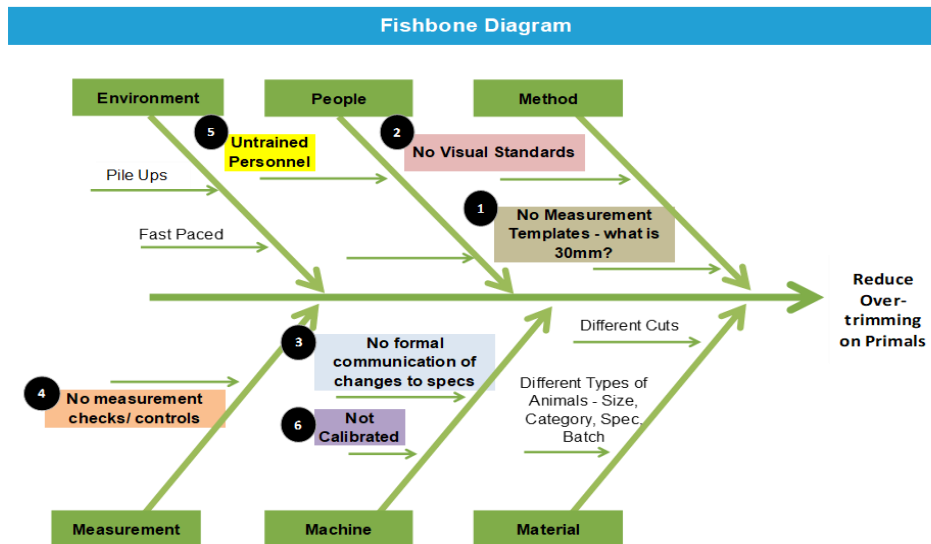 Fishbone Diagram
Environment
People
Method
5
Untrained
Personnel
2
No Visual Standards
Pile Ups
1
No Measurement
Templates - what is
30mm?
Fast Paced
Reduce
Over-
trimming
on Primals
3
No formal
communication of
changes to specs
Different Cuts
4
No measurement
checks/ controls
6
Not
Calibrated
Different Types of
Animals - Size,
Category, Spec,
Batch
Measurement
Machine
Material